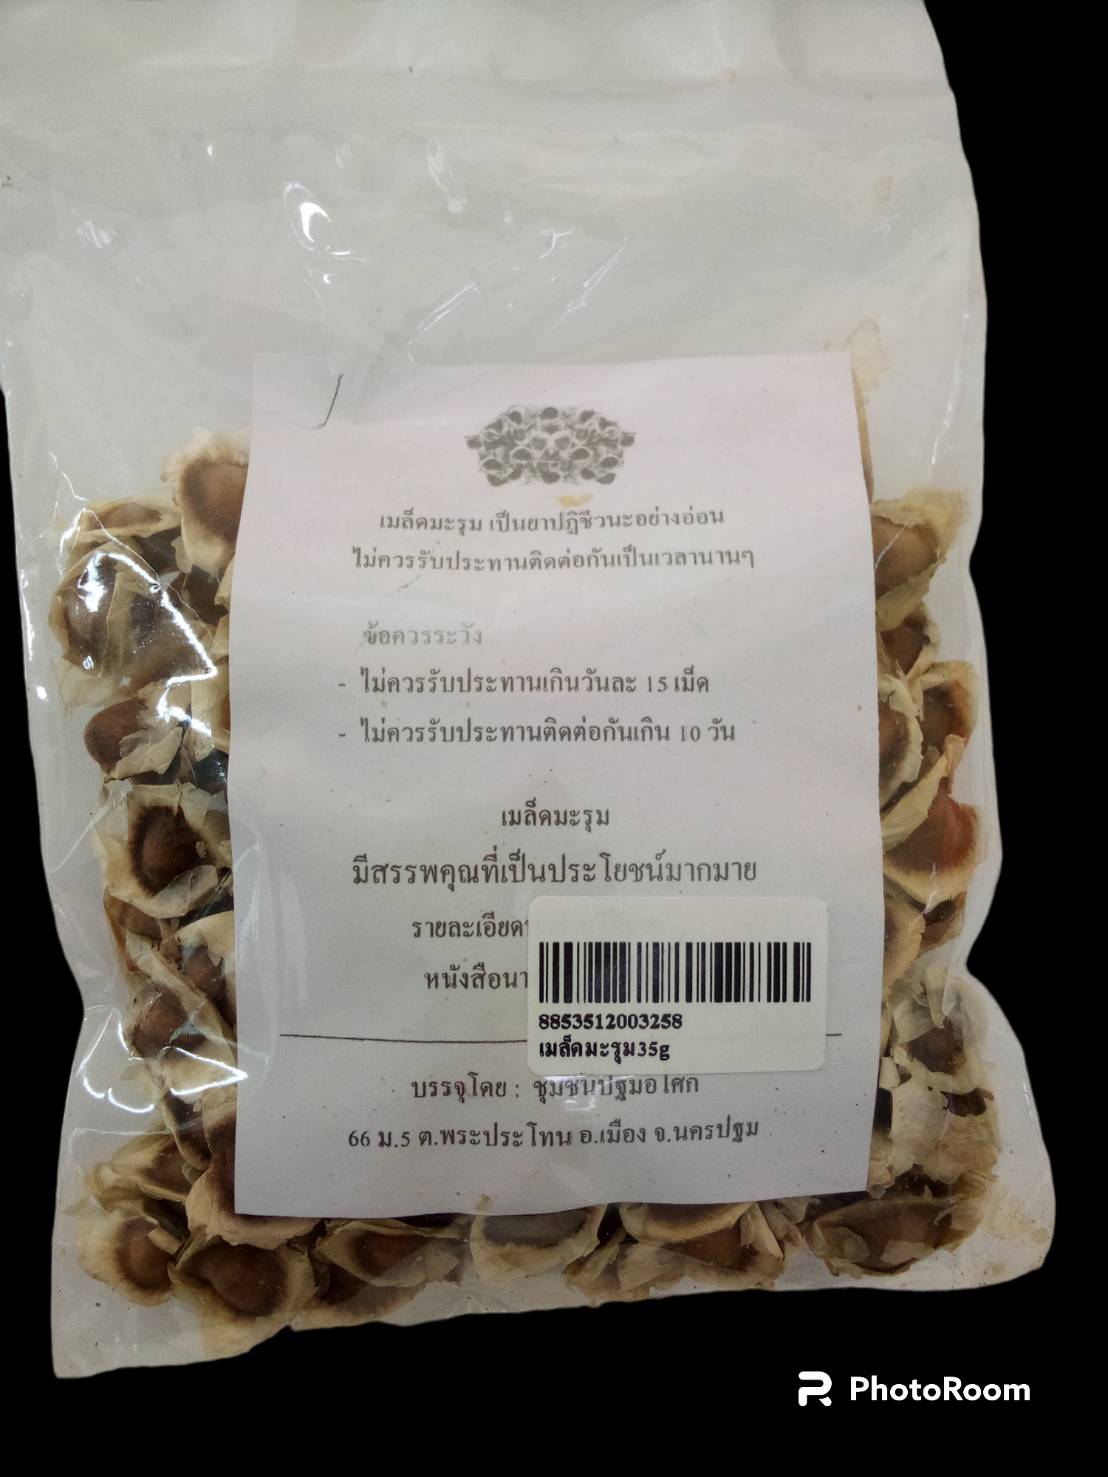 เมล็ดมะรุม เป็นยาปฏิชีวนะอย่างอ่อน
ไม่ควรรับประทานติดต่อกันเป็นเวลานานๆ
ข้อควรระวัง
- ไม่ควรรับประทานเกินวันละ 15 เม็ด
- ไม่ควรรับประทานติดต่อกันเกิน 10 วัน
เมล็ดมะรุม
มีสรรพคุณที่เป็นประโยชน์มากมาย
รายละเอียด
หนังสือ
8853512003258
เมล็ดมะรุม35g
บรรจุโดย : ชุมชนปฐมอโศก
66 ม.5 ต.พระประโทน อ.เมือง จ.นครปฐม
PhotoRoom